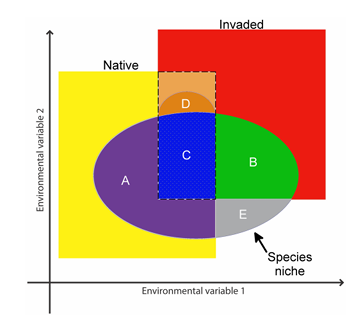 Invaded
Native
D
C
A
B
E
Species
niche
Environmental variable 2
Environmental variable 1